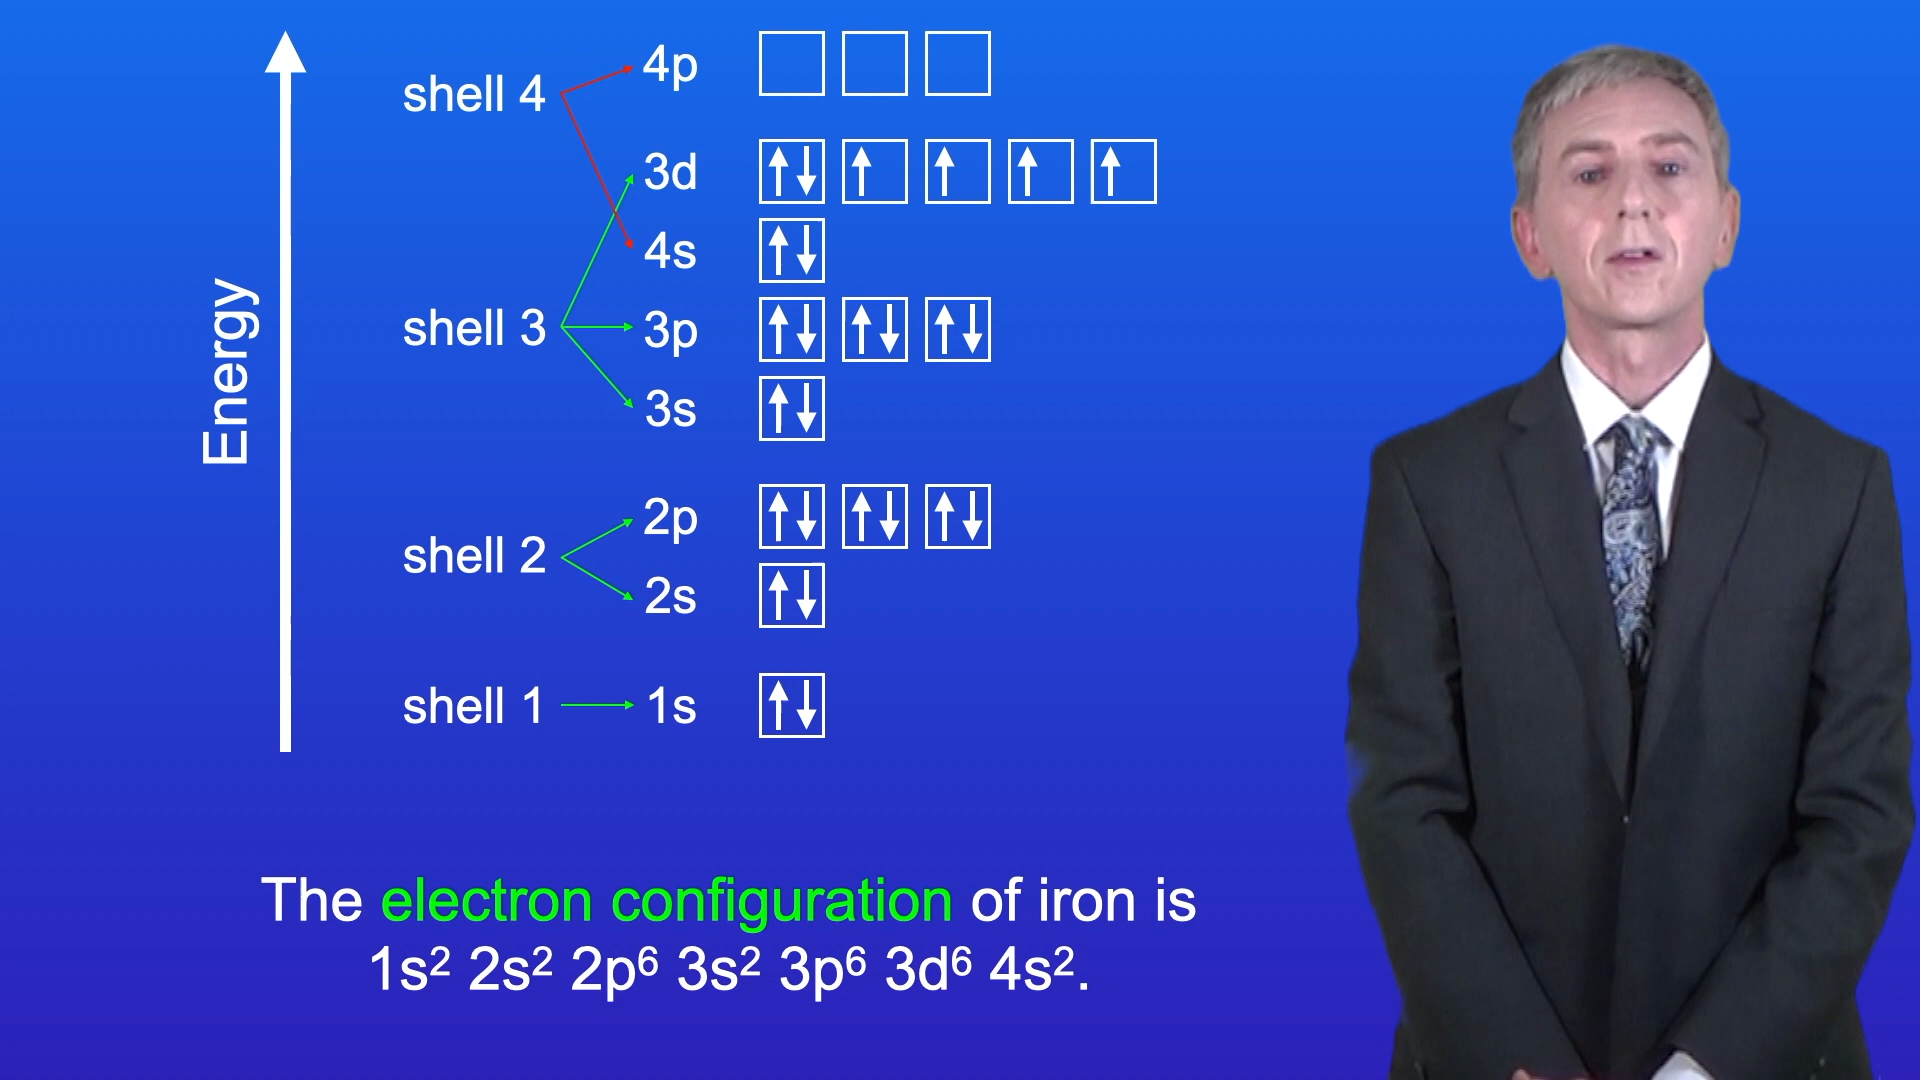 shell 4
4p
3d
4s
Energy
shell 3
3p
3s
shell 2
2p
2s
shell 1
1s
The electron configuration of iron is
1s² 2s² 2p⁶ 3s² 3p⁶ 3d⁶ 4s².